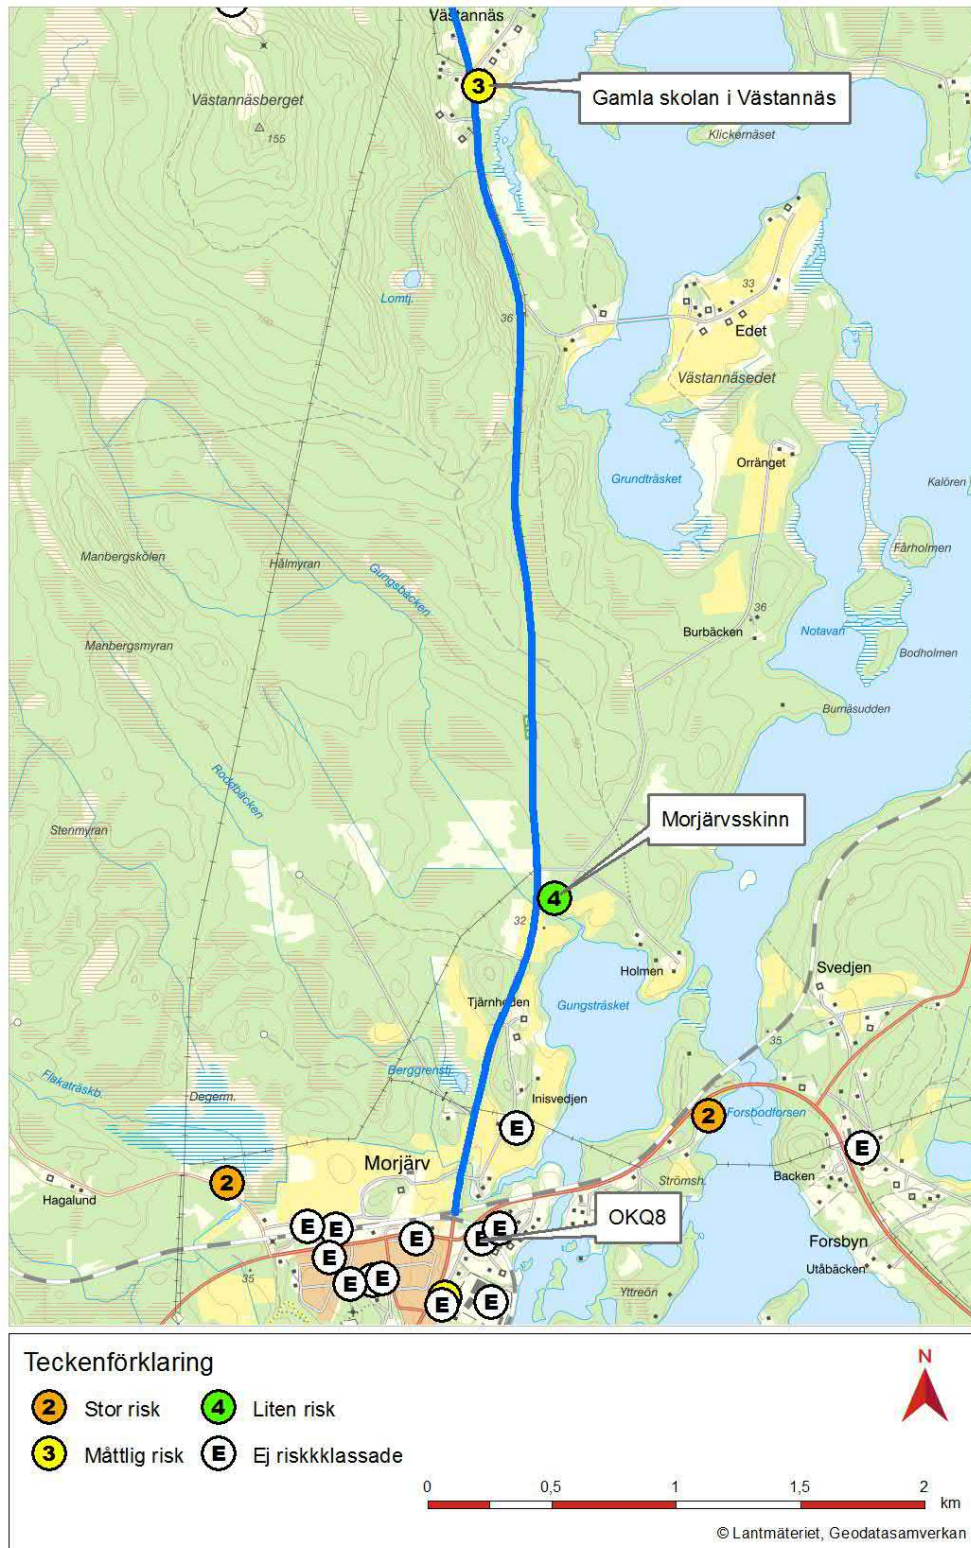 Västannäs
3
Gamla skolan i Västannäs
Västannäsberget
155
Klickernäset
Lomtj.
33
36
Edet
Västannäsedet
Orränget
Grundträsket
Kalören
Manbergskölen
Hålmyran
Gungsbäcken
Fårholmen
36
Burbäcken
Notavan
Manbergsmyran
Bodholmen
Burnäsudden
Roddbäcken
Stenmyran
Morjärvsskinn
4
32
Holmen
Svedjen
Tjärnheden
Gungsträsket
35
Berggrenstj.
Flakaträskb.
Degerm.
Inisvedjen
2
Forsbodforsen
E
E
Morjärv
Strömsh.
Backen
2
Hagalund
OKQ8
E
E
E
E
E
Forsbyn
E
Utåbäcken
35
E
E
E
E
Yttreön
Teckenförklaring
2 Stor risk
4 Liten risk
3 Måttlig risk
E Ej riskkklassade
N
0
0,5
1
1,5
2
km
© Lantmäteriet, Geodatasamverkan